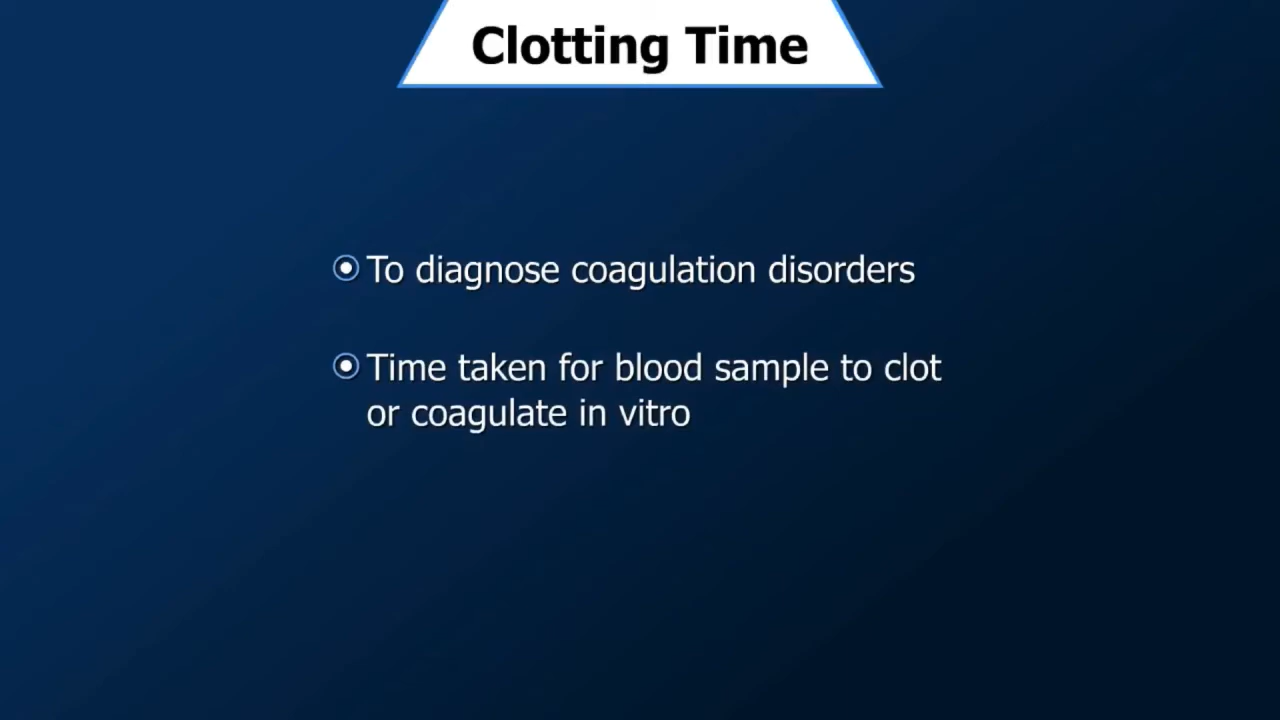 Clotting Time
To diagnose coagulation disorders
Time taken for blood sample to clot
or coagulate in vitro